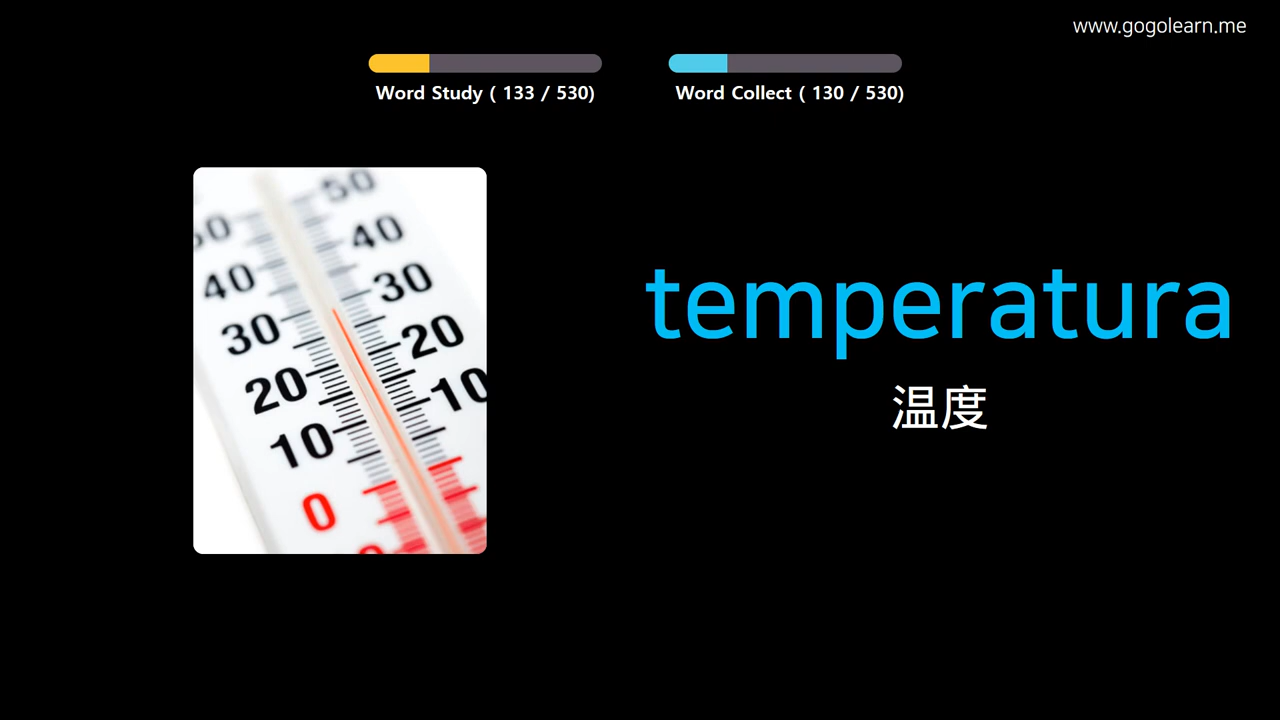 www.gogolearn.me
Word Study ( 133 / 530)
Word Collect ( 130 / 530)
50
50
40
40
30
30
20
20
10
10
0
temperatura
温度